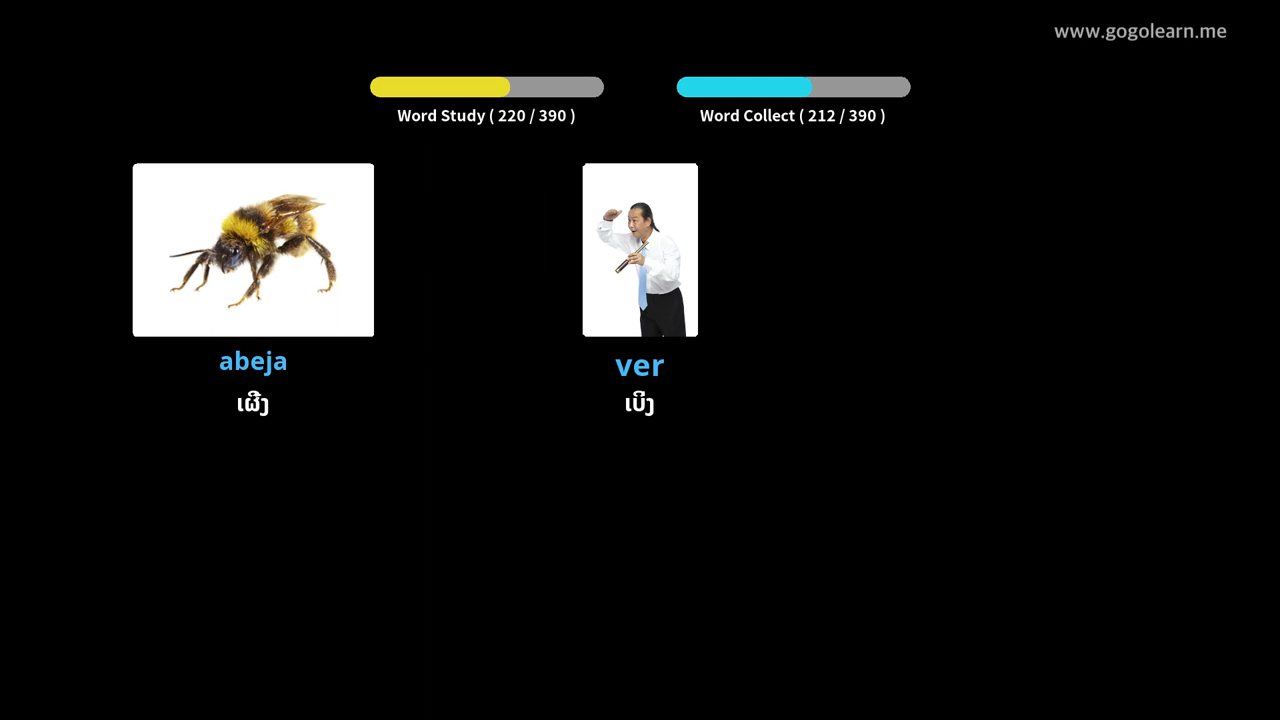 www.gogolearn.me
Word Study ( 220 / 390 )
Word Collect ( 212 / 390 )
abeja
ເຜີ້ງ
ver
ເບິ່ງ